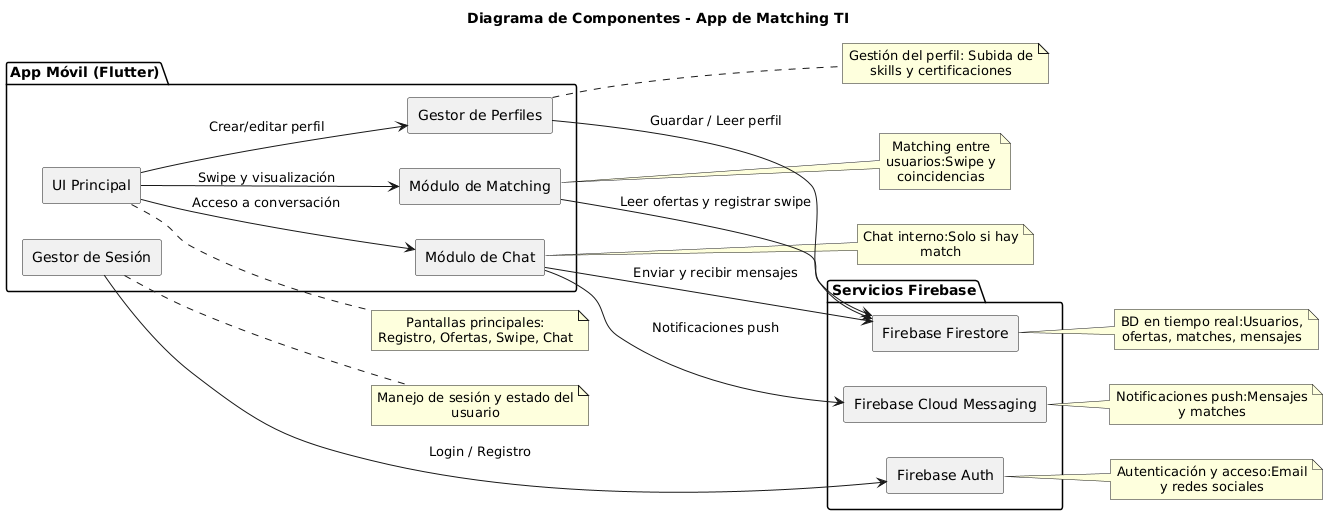 Diagrama de Componentes - App de Matching TI
App Móvil (Flutter)
Gestión del perfil: Subida de
skills y certificaciones
Gestor de Perfiles
Crear/editar perfil
Guardar / Leer perfil
Matching entre
usuarios:Swipe y
coincidencias
UI Principal
Swipe y visualización
Módulo de Matching
Acceso a conversación
Leer ofertas y registrar swipe
Chat interno:Solo si hay
match
Gestor de Sesión
Módulo de Chat
Enviar y recibir mensajes
Servicios Firebase
Pantallas principales:
Registro, Ofertas, Swipe, Chat
Notificaciones push
Firebase Firestore
BD en tiempo real:Usuarios,
ofertas, matches, mensajes
Manejo de sesión y estado del
usuario
Firebase Cloud Messaging
Notificaciones push:Mensajes
y matches
Login / Registro
Firebase Auth
Autenticación y acceso:Email
y redes sociales